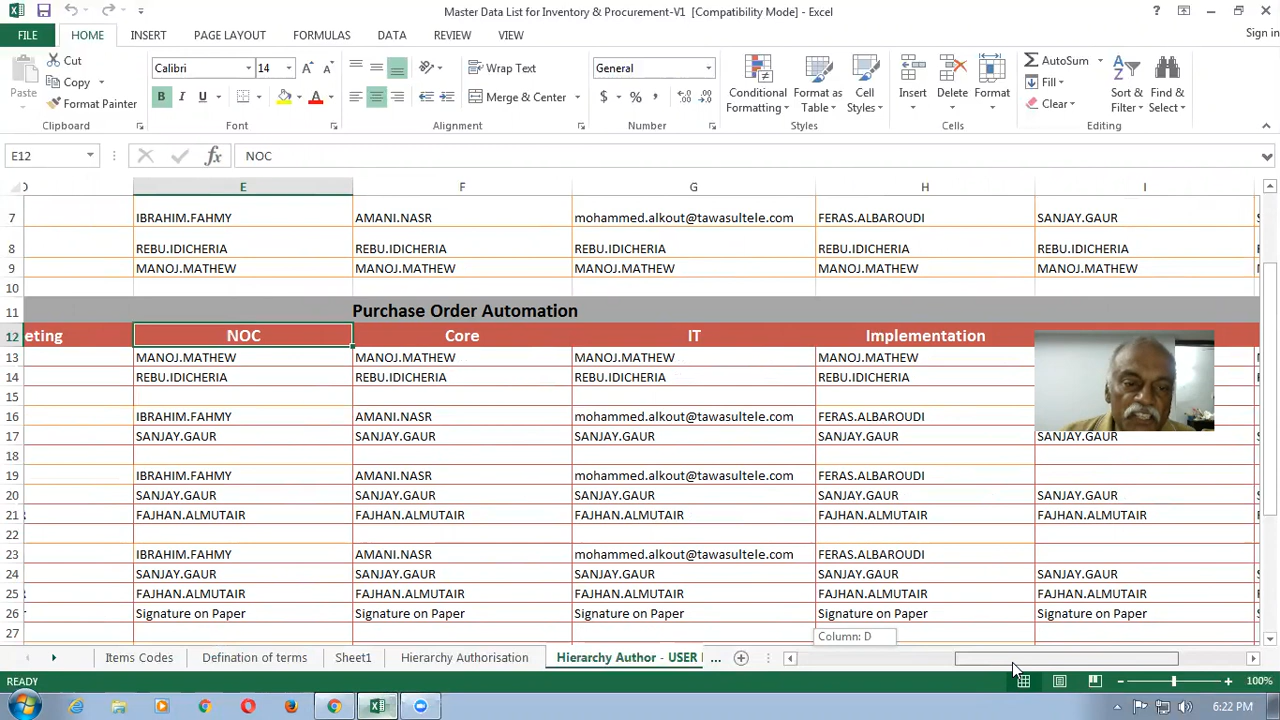 Master Data List for Inventory & Procurement-V1 [Compatibility Mode] - Excel
FILE HOME INSERT PAGE LAYOUT FORMULAS DATA REVIEW VIEW Sign in
Paste
Cut
Copy
Format Painter
Clipboard
Calibri 14
B I U
Font
Wrap Text
Merge & Center
Alignment
General
$ % ,
Number
Conditional Formatting
Format as Table
Cell Styles
Styles
Insert
Delete
Format
Cells
AutoSum
Fill
Clear
Sort & Filter
Find & Select
Editing
E12 fx NOC
D E F G H I
7 IBRAHIM.FAHMY AMANI.NASR mohammed.alkout@tawasultele.com FERAS.ALBAROUDI SANJAY.GAUR
8 REBU.IDICHERIA REBU.IDICHERIA REBU.IDICHERIA REBU.IDICHERIA REBU.IDICHERIA
9 MANOJ.MATHEW MANOJ.MATHEW MANOJ.MATHEW MANOJ.MATHEW MANOJ.MATHEW
10
11 Purchase Order Automation
12 eting NOC Core IT Implementation
13 MANOJ.MATHEW MANOJ.MATHEW MANOJ.MATHEW MANOJ.MATHEW
14 REBU.IDICHERIA REBU.IDICHERIA REBU.IDICHERIA REBU.IDICHERIA
15
16 IBRAHIM.FAHMY AMANI.NASR mohammed.alkout@tawasultele.com FERAS.ALBAROUDI
17 SANJAY.GAUR SANJAY.GAUR SANJAY.GAUR SANJAY.GAUR SANJAY.GAUR
18
19 IBRAHIM.FAHMY AMANI.NASR mohammed.alkout@tawasultele.com FERAS.ALBAROUDI
20 SANJAY.GAUR SANJAY.GAUR SANJAY.GAUR SANJAY.GAUR SANJAY.GAUR
21 FAJHAN.ALMUTAIR FAJHAN.ALMUTAIR FAJHAN.ALMUTAIR FAJHAN.ALMUTAIR FAJHAN.ALMUTAIR
22
23 IBRAHIM.FAHMY AMANI.NASR mohammed.alkout@tawasultele.com FERAS.ALBAROUDI
24 SANJAY.GAUR SANJAY.GAUR SANJAY.GAUR SANJAY.GAUR SANJAY.GAUR
25 FAJHAN.ALMUTAIR FAJHAN.ALMUTAIR FAJHAN.ALMUTAIR FAJHAN.ALMUTAIR FAJHAN.ALMUTAIR
26 Signature on Paper Signature on Paper Signature on Paper Signature on Paper Signature on Paper
27
Column: D
Items Codes Defination of terms Sheet1 Hierarchy Authorisation Hierarchy Author - USER ...
READY 100%
6:22 PM